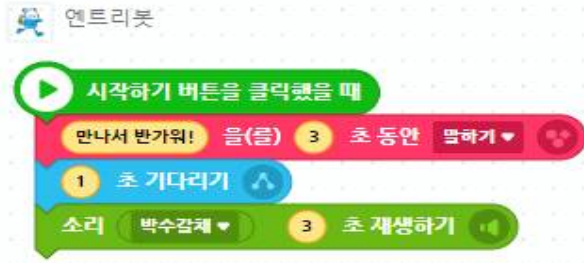 엔트리봇
시작하기 버튼을 클릭했을 때
만나서 반가워! 을(를) 3 초 동안 말하기
1 초 기다리기
소리 박수갈채 3 초 재생하기